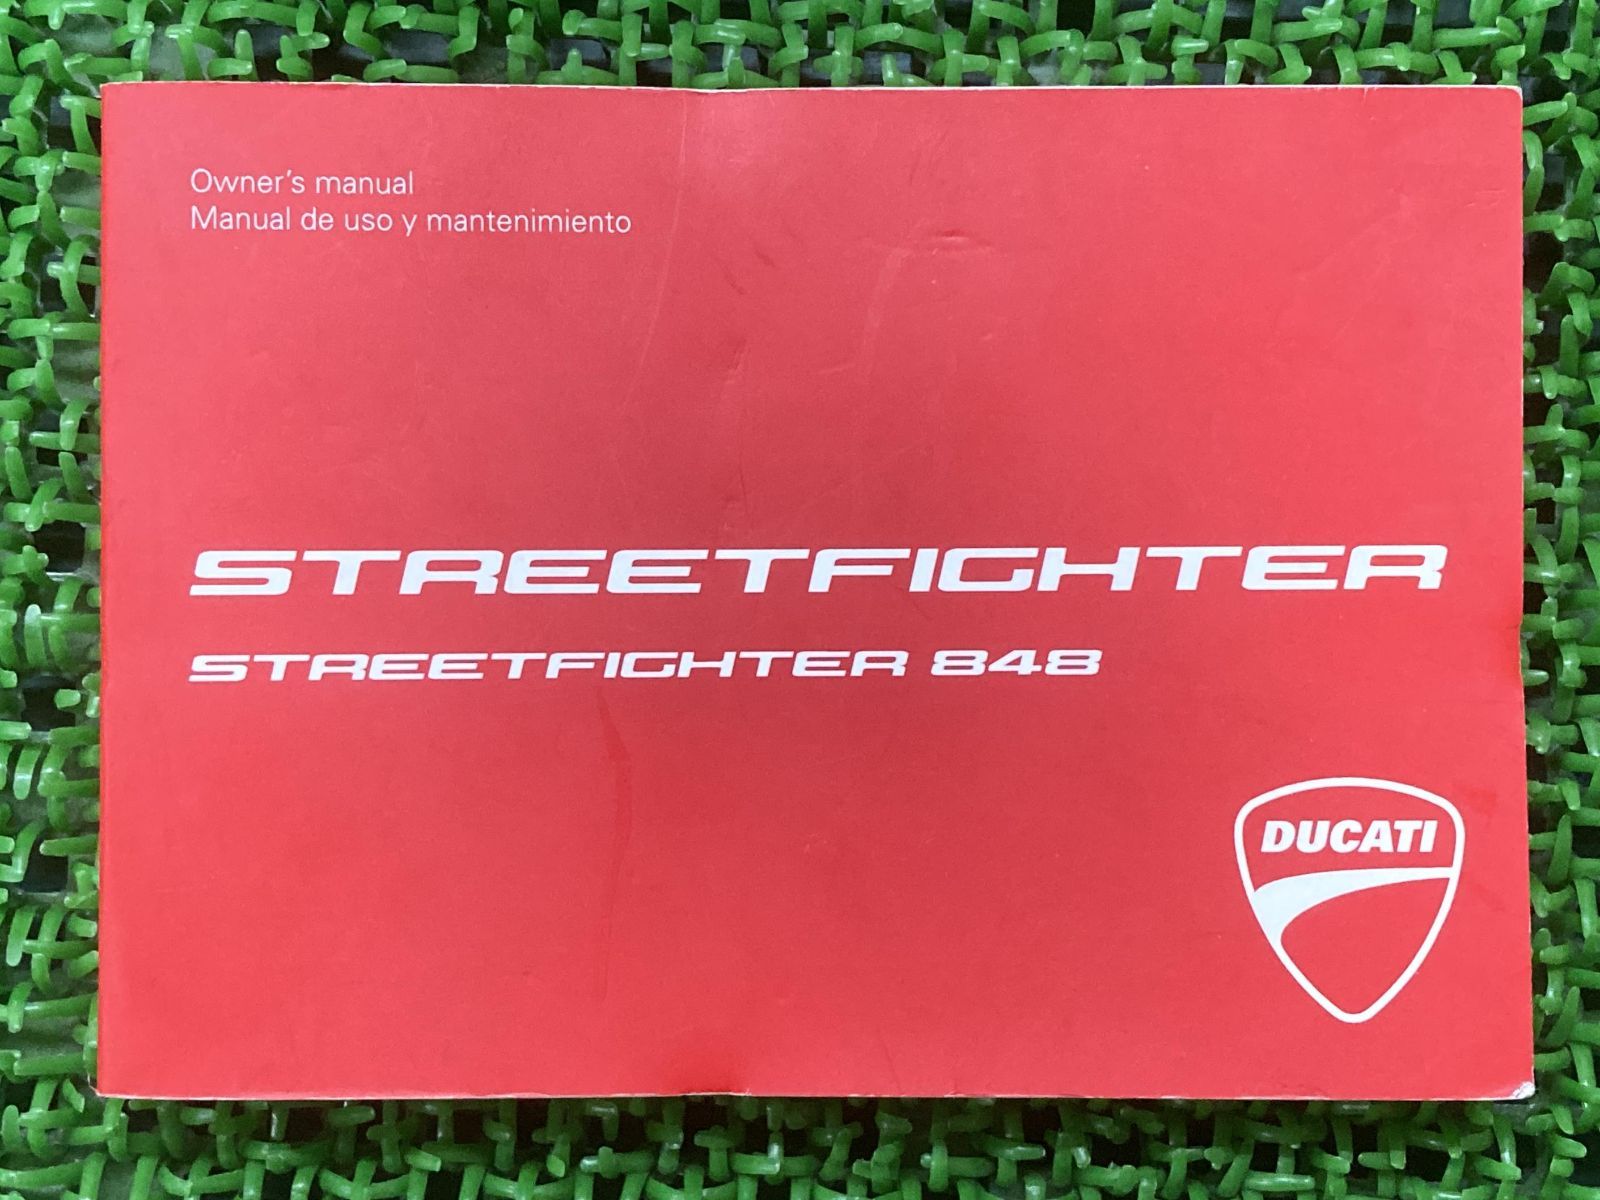 Owner's manual
Manual de uso y mantenimiento
STREETFIGHTER
STREETFIGHTER 848
DUCATI